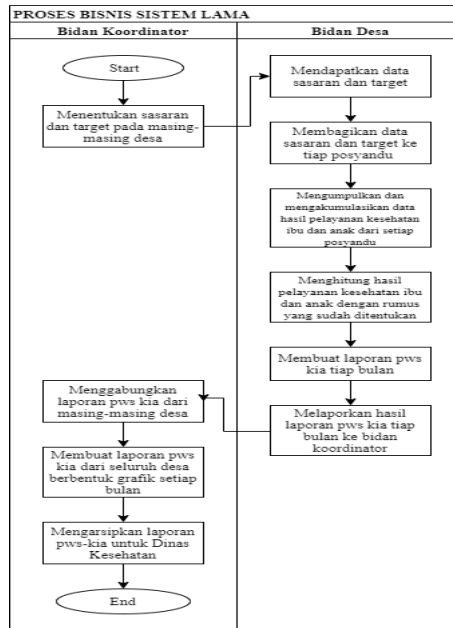 PROSES BISNIS SISTEM LAMA
Bidan Koordinator
Bidan Desa
Start
Menentukan sasaran
dan target pada masing-
masing desa
Mendapatkan data
sasaran dan target
Membagikan data
sasaran dan target ke
tiap posyandu
Mengumpulkan dan
mengakumulasikan data
hasil pelayanan kesehatan
ibu dan anak dari setiap
posyandu
Menghitung hasil
pelayanan kesehatan ibu
dan anak dengan rumus
yang sudah ditentukan
Membuat laporan pws
kia tiap bulan
Melaporkan hasil
laporan pws kia tiap
bulan ke bidan
koordinator
Menggabungkan
laporan pws kia dari
masing-masing desa
Membuat laporan pws
kia dari seluruh desa
berbentuk grafik setiap
bulan
Mengarsipkan laporan
pws-kia untuk Dinas
Kesehatan
End